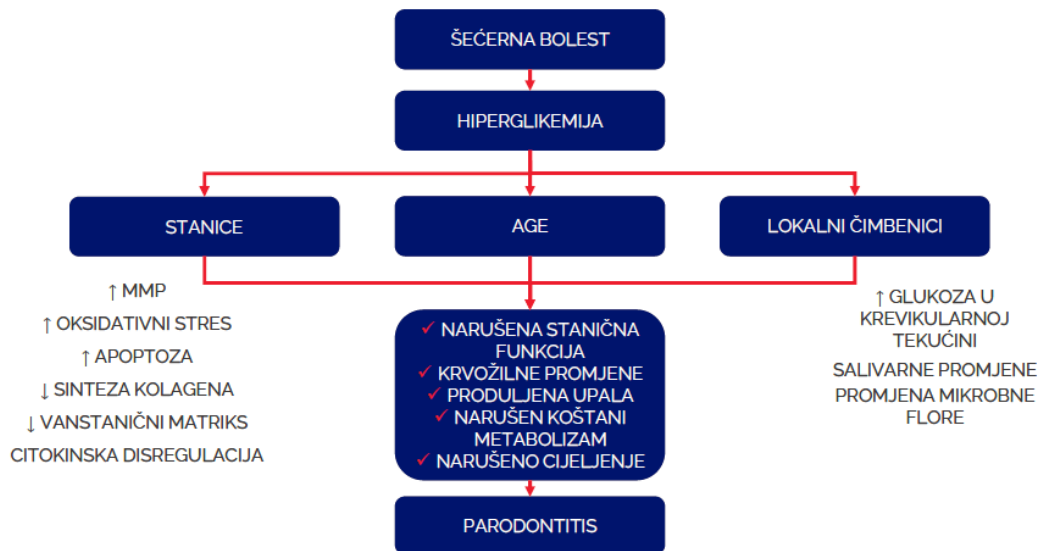 ŠEĆERNA BOLEST
HIPERGLIKEMIJA
STANICE
AGE
LOKALNI ČIMBENICI
↑ MMP
↑ OKSIDATIVNI STRES
↑ APOPTOZA
↓ SINTEZA KOLAGENA
↓ VANSTANIČNI MATRIKS
CITOKINSKA DISREGULACIJA
✓ NARUŠENA STANIČNA
FUNKCIJA
✓ KRVOŽILNE PROMJENE
✓ PRODULJENA UPALA
✓ NARUŠEN KOŠTANI
METABOLIZAM
✓ NARUŠENO CIJELJENJE
↑ GLUKOZA U
KREVIKULARNOJ
TEKUĆINI
SALIVARNE PROMJENE
PROMJENA MIKROBNE
FLORE
PARODONTITIS